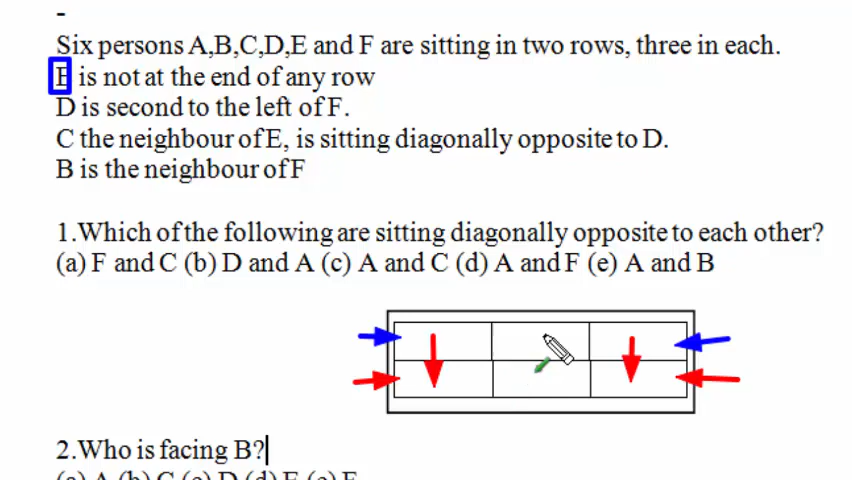 -
Six persons A,B,C,D,E and F are sitting in two rows, three in each.
E is not at the end of any row
D is second to the left of F.
C the neighbour of E, is sitting diagonally opposite to D.
B is the neighbour of F
1.Which of the following are sitting diagonally opposite to each other?
(a) F and C (b) D and A (c) A and C (d) A and F (e) A and B
2.Who is facing B?
(a) A (b) C (c) D (d) E (e) F